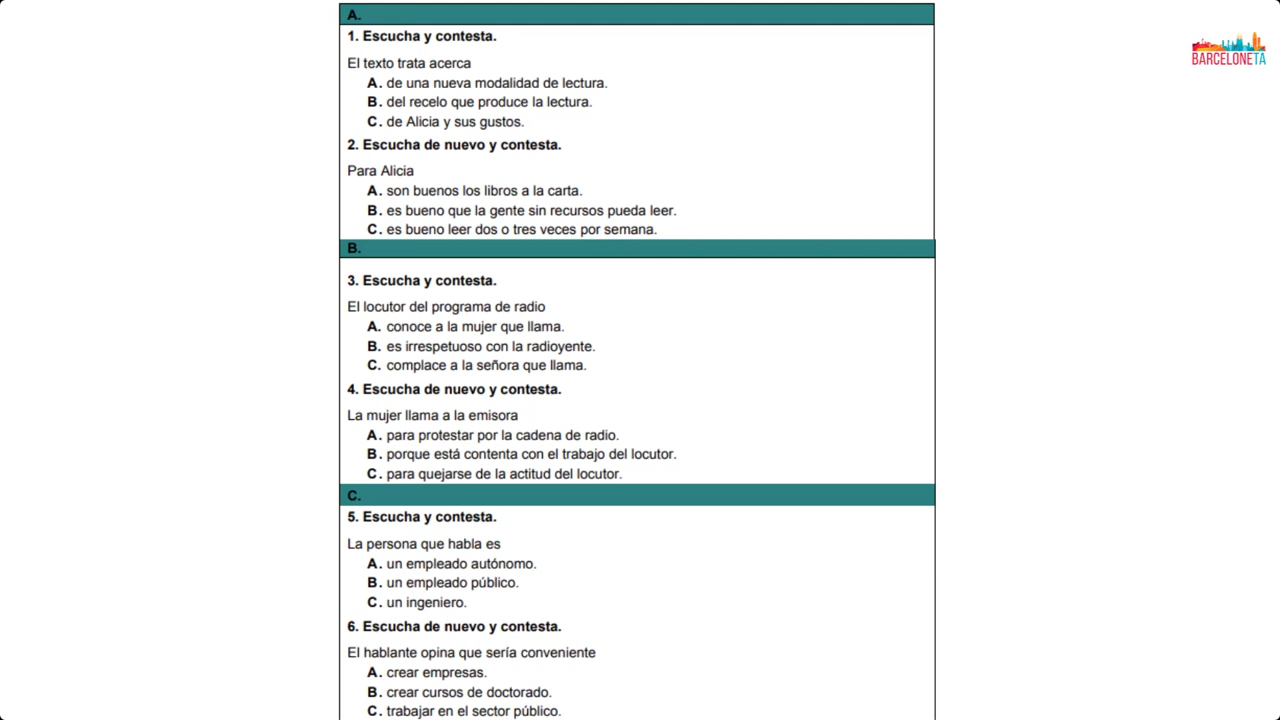 A.
1. Escucha y contesta.
El texto trata acerca
A. de una nueva modalidad de lectura.
B. del recelo que produce la lectura.
C. de Alicia y sus gustos.
2. Escucha de nuevo y contesta.
Para Alicia
A. son buenos los libros a la carta.
B. es bueno que la gente sin recursos pueda leer.
C. es bueno leer dos o tres veces por semana.
B.
3. Escucha y contesta.
El locutor del programa de radio
A. conoce a la mujer que llama.
B. es irrespetuoso con la radioyente.
C. complace a la señora que llama.
4. Escucha de nuevo y contesta.
La mujer llama a la emisora
A. para protestar por la cadena de radio.
B. porque está contenta con el trabajo del locutor.
C. para quejarse de la actitud del locutor.
C.
5. Escucha y contesta.
La persona que habla es
A. un empleado autónomo.
B. un empleado público.
C. un ingeniero.
6. Escucha de nuevo y contesta.
El hablante opina que sería conveniente
A. crear empresas.
B. crear cursos de doctorado.
C. trabajar en el sector público.
BARCELONETA